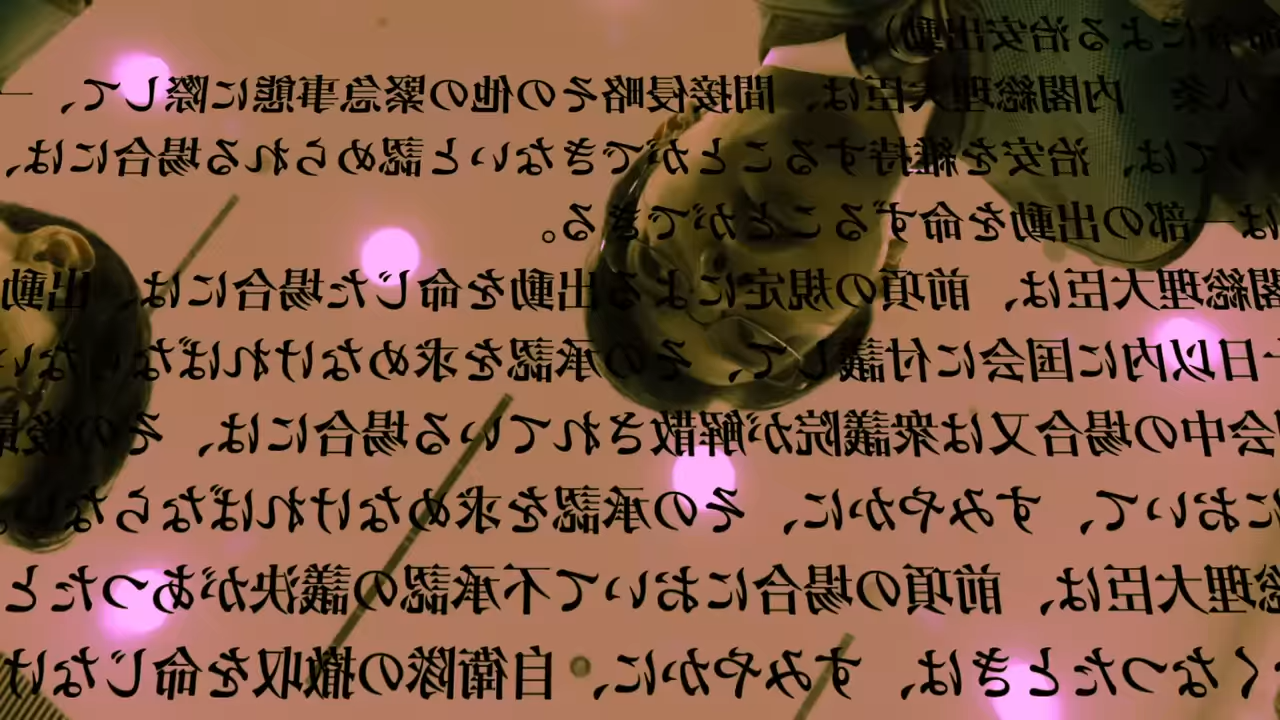 命令による治安出動)
八条　内閣総理大臣は、間接侵略その他の緊急事態に際して、一
つては、治安を維持することができないと認められる場合には、
は一部の出動を命ずることができる。
閣総理大臣は、前項の規定による出動を命じた場合には、出動
十日以内に国会に付議して、その承認を求めなければならない
会中の場合又は衆議院が解散されている場合には、その後最
において、すみやかに、その承認を求めなければならない。
総理大臣は、前項の場合において不承認の議決があつたと
くなつたときは、すみやかに、自衛隊の撤収を命じなけ